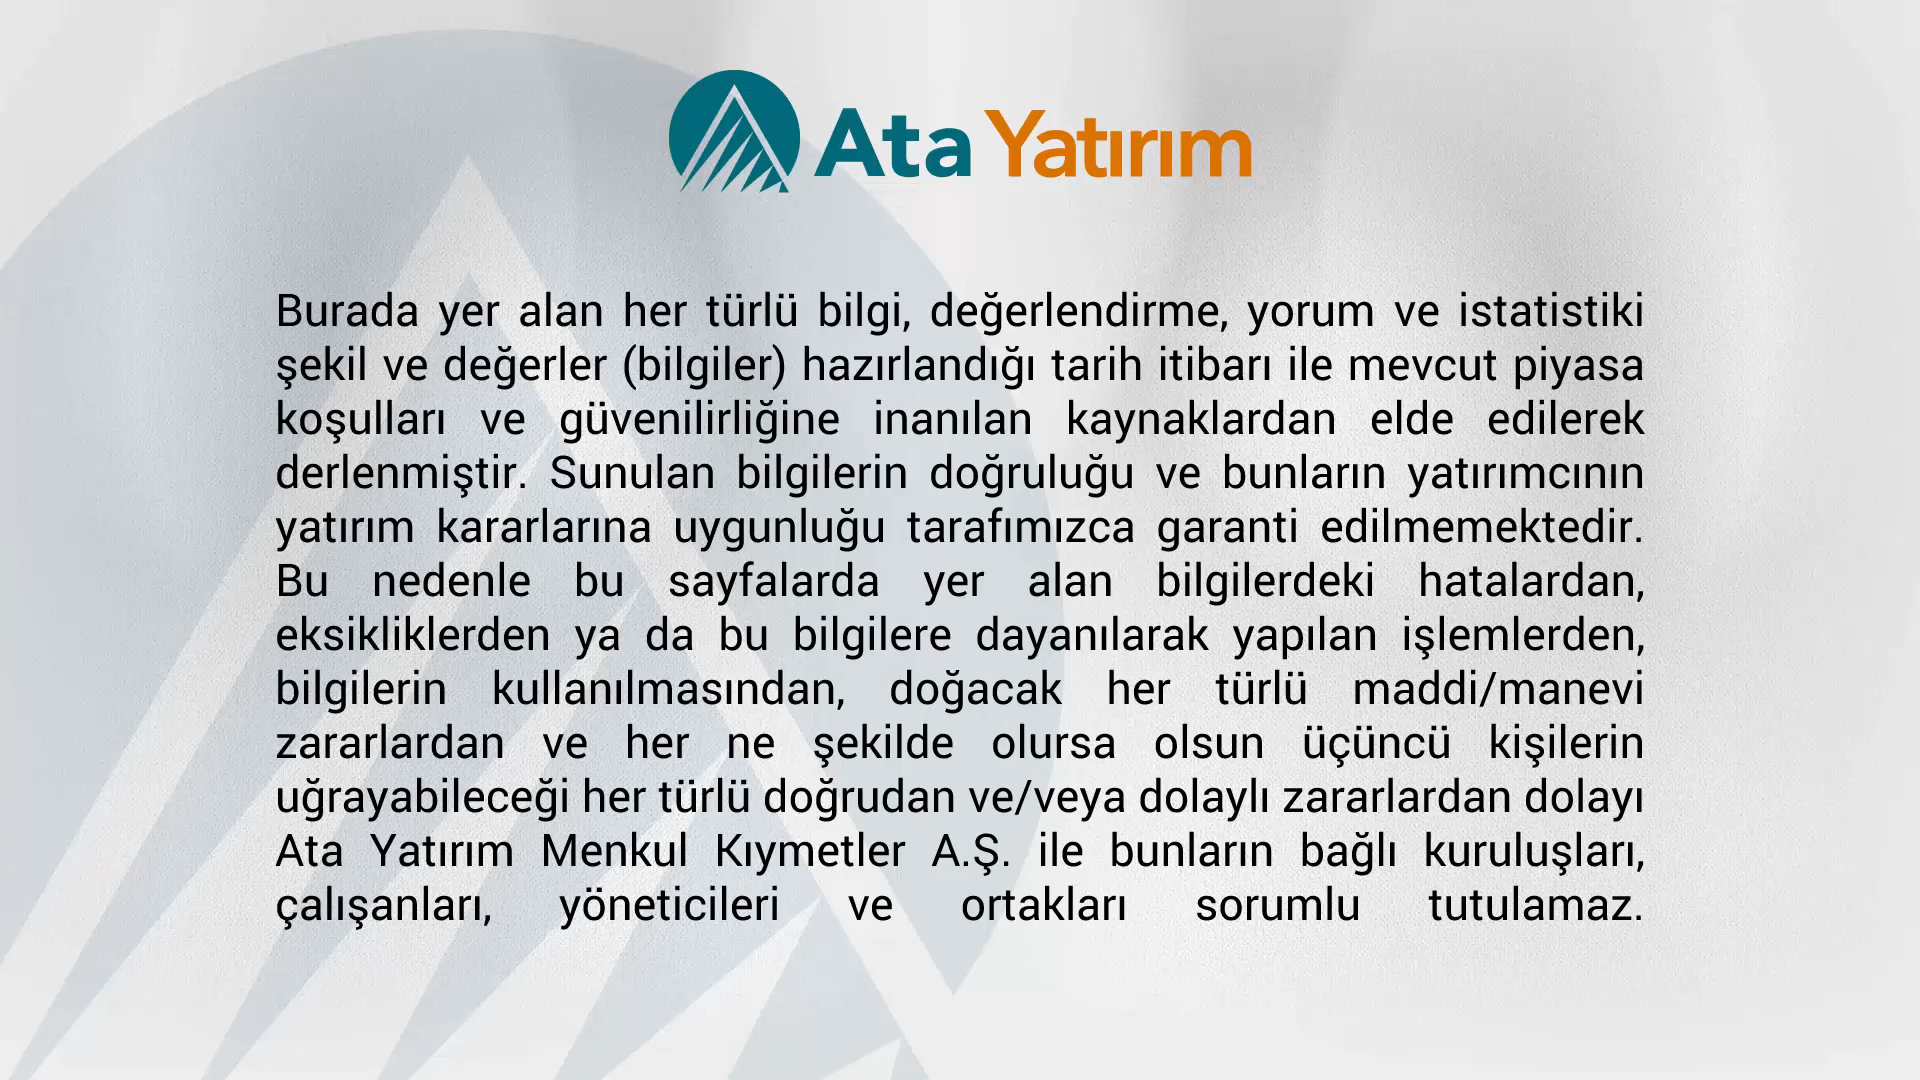 Ata Yatırım
Burada yer alan her türlü bilgi, değerlendirme, yorum ve istatistiki
şekil ve değerler (bilgiler) hazırlandığı tarih itibarı ile mevcut piyasa
koşulları ve güvenilirliğine inanılan kaynaklardan elde edilerek
derlenmiştir. Sunulan bilgilerin doğruluğu ve bunların yatırımcının
yatırım kararlarına uygunluğu tarafımızca garanti edilmemektedir.
Bu nedenle bu sayfalarda yer alan bilgilerdeki hatalardan,
eksikliklerden ya da bu bilgilere dayanılarak yapılan işlemlerden,
bilgilerin kullanılmasından, doğacak her türlü maddi/manevi
zararlardan ve her ne şekilde olursa olsun üçüncü kişilerin
uğrayabileceği her türlü doğrudan ve/veya dolaylı zararlardan dolayı
Ata Yatırım Menkul Kıymetler A.Ş. ile bunların bağlı kuruluşları,
çalışanları, yöneticileri ve ortakları sorumlu tutulamaz.